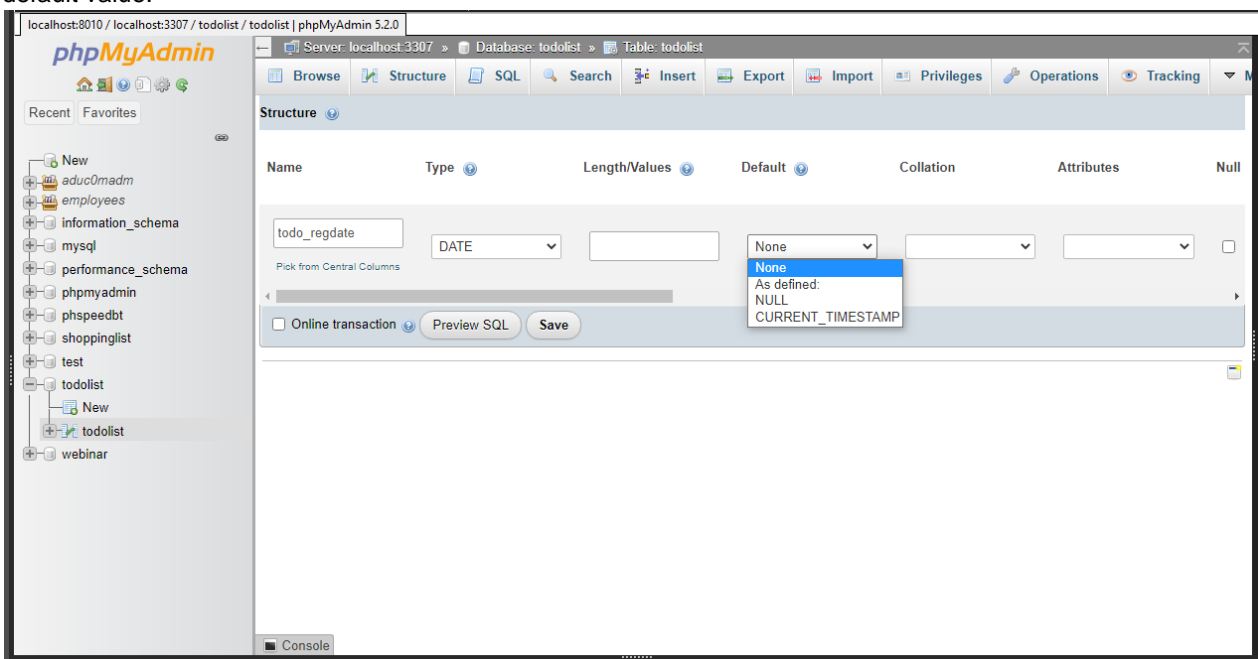 default value.
localhost:8010 / localhost:3307 / todolist / todolist | phpMyAdmin 5.2.0
phpMyAdmin
Recent Favorites
New
aduc0madm
employees
information_schema
mysql
performance_schema
phpmyadmin
phspeedbt
shoppinglist
test
todolist
New
todolist
webinar
Server: localhost:3307 » Database: todolist » Table: todolist
Browse Structure SQL Search Insert Export Import Privileges Operations Tracking M
Structure
Name Type Length/Values Default Collation Attributes Null
todo_regdate DATE None
Pick from Central Columns
None
As defined:
NULL
CURRENT_TIMESTAMP
Online transaction Preview SQL Save
Console